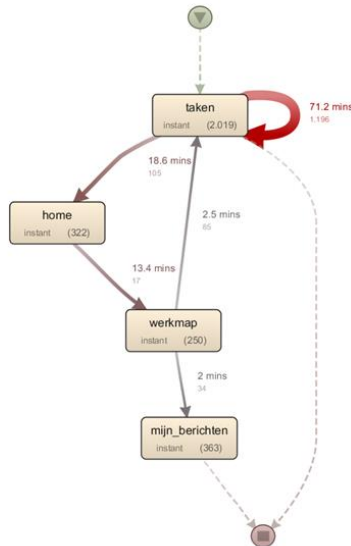 taken
instant (2.019)
71.2 mins
1.196
18.6 mins
105
home
instant (322)
2.5 mins
85
13.4 mins
17
werkmap
instant (250)
2 mins
34
mijn_berichten
instant (363)